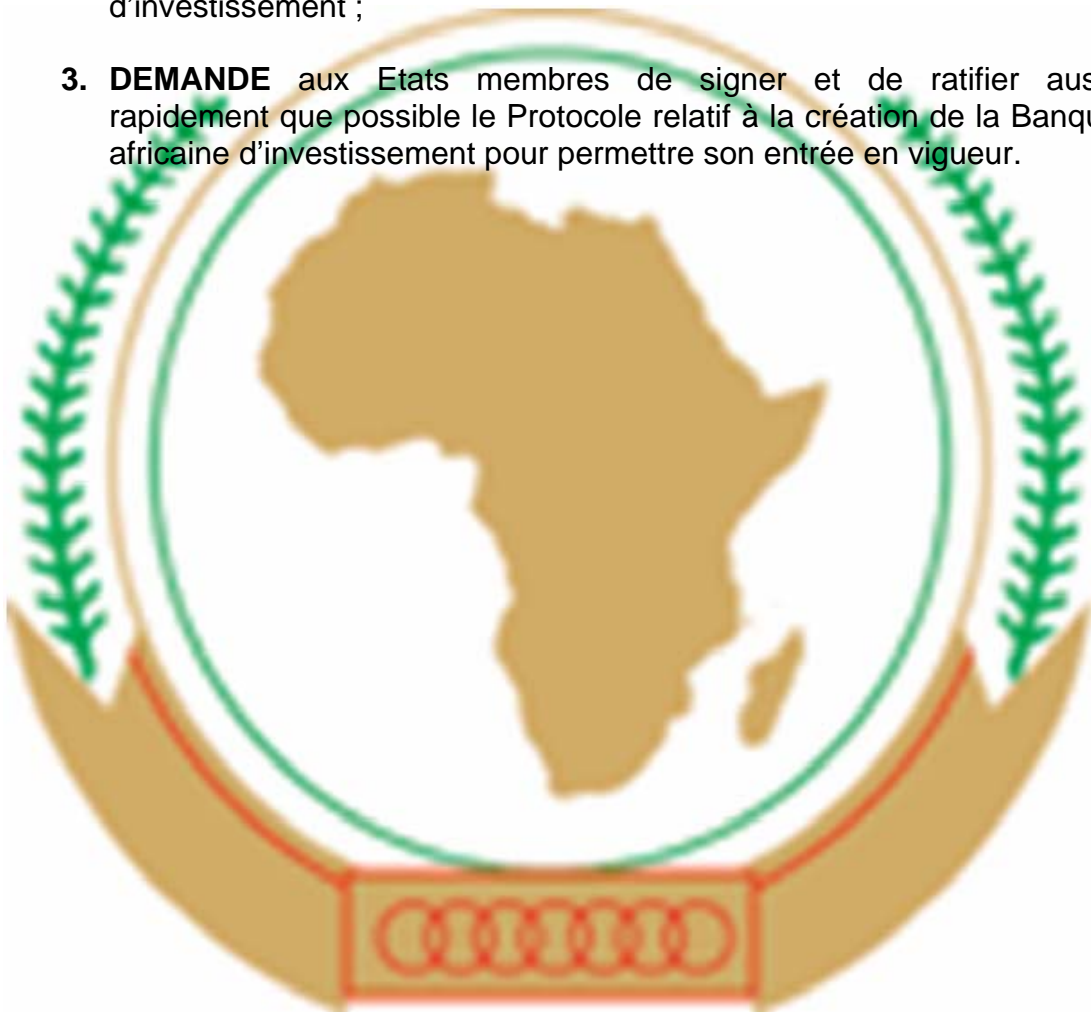 d'investissement ;
3. DEMANDE aux Etats membres de signer et de ratifier aus
rapidement que possible le Protocole relatif à la création de la Banqu
africaine d'investissement pour permettre son entrée en vigueur.